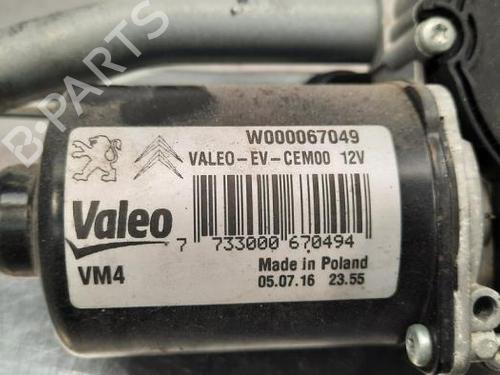 W000067049
VALEO-EV-CEM00 12V
Valeo
7 733000 670494
VM4
Made in Poland
05.07.16 23.55
B-PARTS